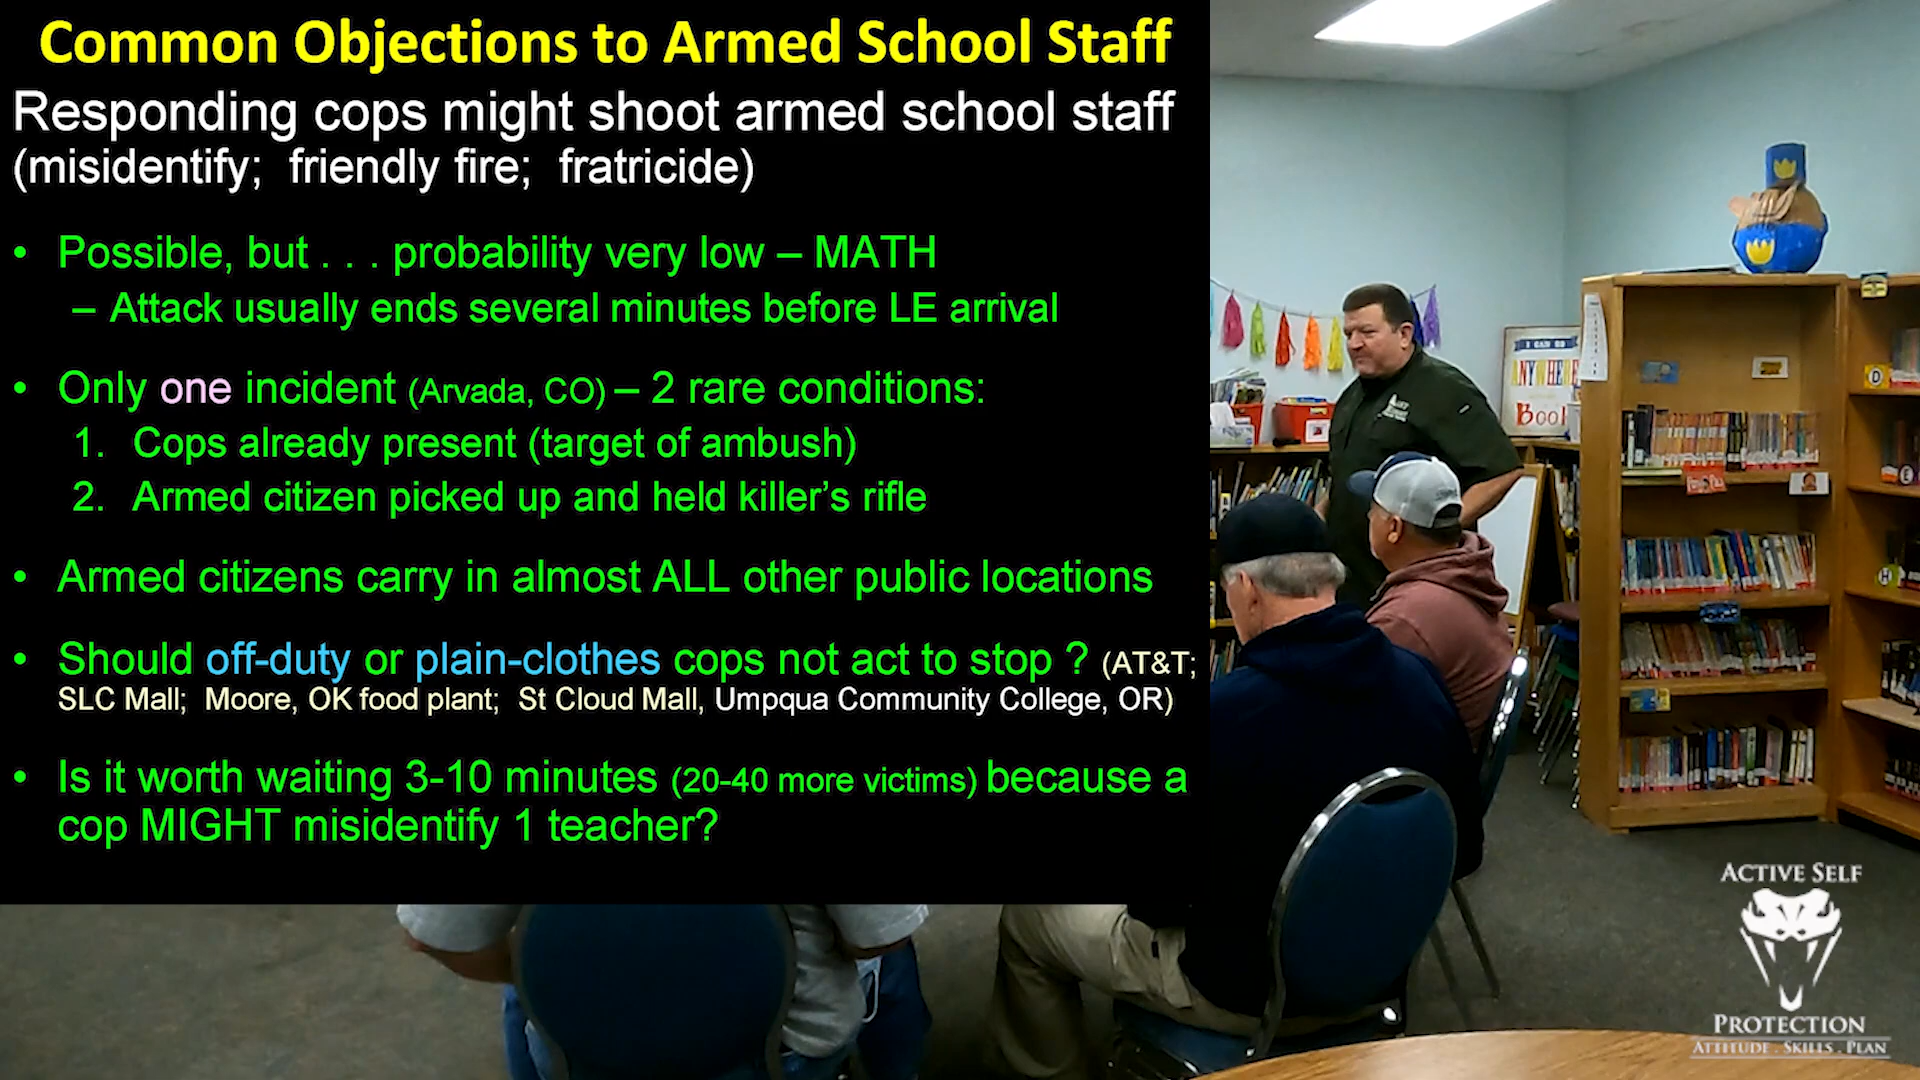 Common Objections to Armed School Staff
Responding cops might shoot armed school staff
(misidentify; friendly fire; fratricide)
• Possible, but . . . probability very low – MATH
– Attack usually ends several minutes before LE arrival
• Only one incident (Arvada, CO) – 2 rare conditions:
1. Cops already present (target of ambush)
2. Armed citizen picked up and held killer's rifle
• Armed citizens carry in almost ALL other public locations
• Should off-duty or plain-clothes cops not act to stop ? (AT&T;
SLC Mall; Moore, OK food plant; St Cloud Mall, Umpqua Community College, OR)
• Is it worth waiting 3-10 minutes (20-40 more victims) because a
cop MIGHT misidentify 1 teacher?
I CAN GO
ANYWHERE
Book
D
E
H
ACTIVE SELF
PROTECTION
ATTITUDE . SKILLS . PLAN